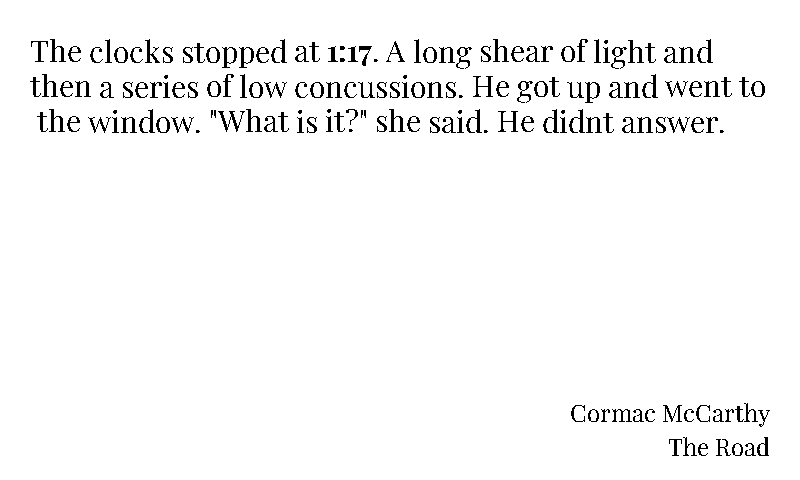 The clocks stopped at 1:17. A long shear of light and
then a series of low concussions. He got up and went to
the window. "What is it?" she said. He didnt answer.
Cormac McCarthy
The Road